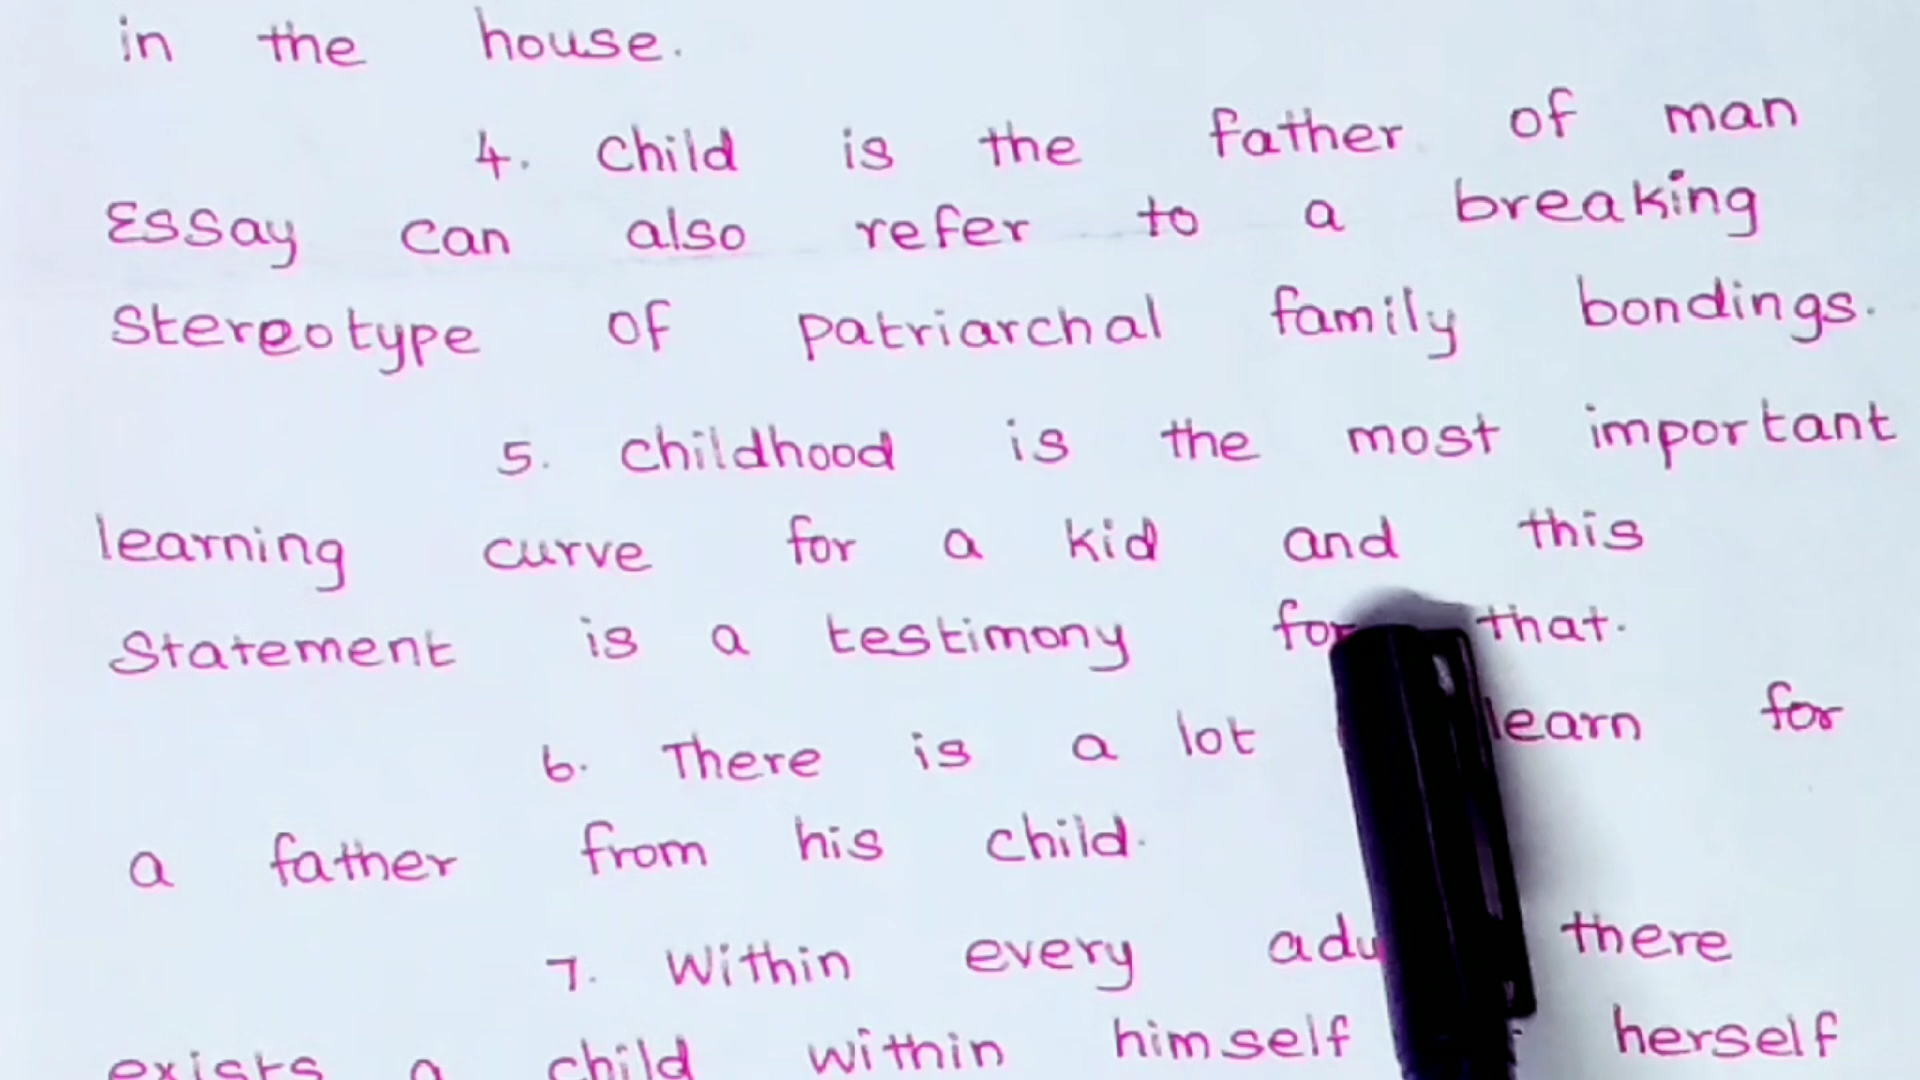 in the house.
4. Child is the father of man
Essay can also refer to a breaking
Stereotype of patriarchal family bondings.
5. Childhood is the most important
learning curve for a kid and this
Statement is a testimony for that.
6. There is a lot learn for
a father from his child.
7. Within every there
exists a child within himself herself